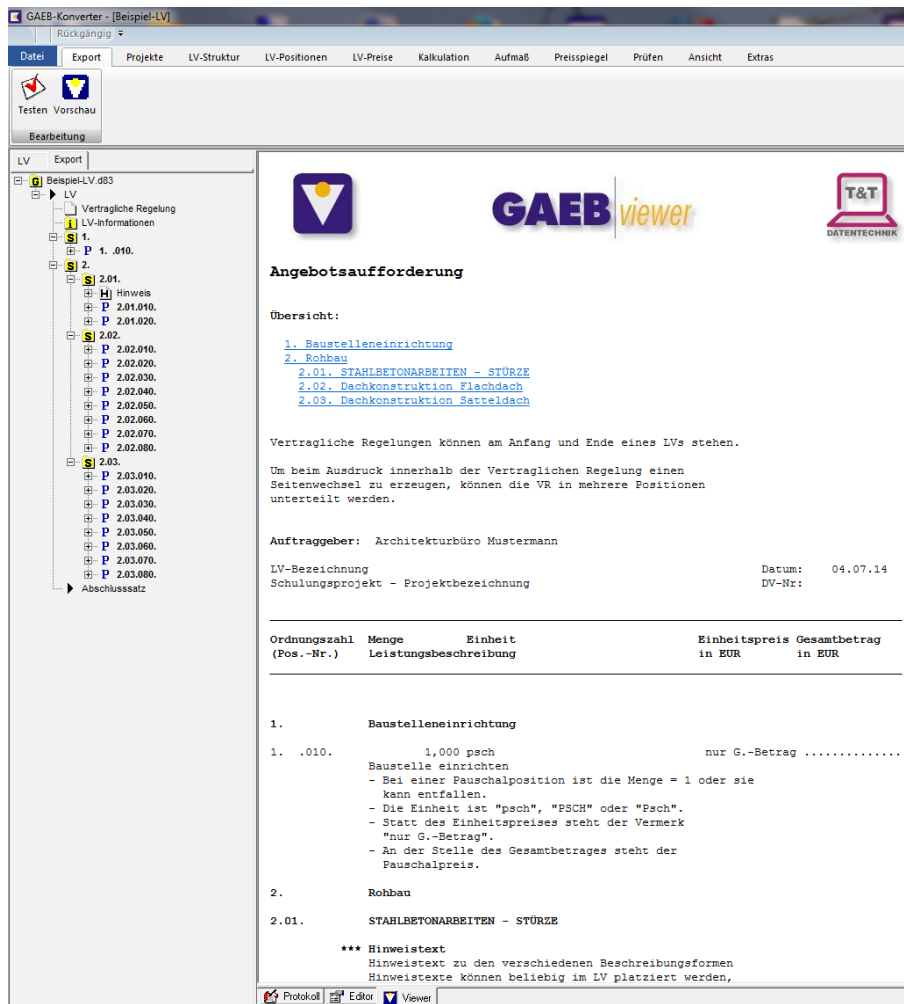 GAEB-Konverter - [Beispiel-LV]
Rückgängig
Datei Export Projekte LV-Struktur LV-Positionen LV-Preise Kalkulation Aufmaß Preisspiegel Prüfen Ansicht Extras
Testen Vorschau
Bearbeitung
LV Export
G Beispiel-LV.d83
LV
Vertragliche Regelung
i LV-Informationen
S 1.
P 1. .010.
S 2.
S 2.01.
H Hinweis
P 2.01.010.
P 2.01.020.
S 2.02.
P 2.02.010.
P 2.02.020.
P 2.02.030.
P 2.02.040.
P 2.02.050.
P 2.02.060.
P 2.02.070.
P 2.02.080.
S 2.03.
P 2.03.010.
P 2.03.020.
P 2.03.030.
P 2.03.040.
P 2.03.050.
P 2.03.060.
P 2.03.070.
P 2.03.080.
Abschlusssatz
GAEB viewer
T&T
DATENTECHNIK
Angebotsaufforderung
Übersicht:
1. Baustelleneinrichtung
2. Rohbau
2.01. STAHLBETONARBEITEN - STÜRZE
2.02. Dachkonstruktion Flachdach
2.03. Dachkonstruktion Satteldach
Vertragliche Regelungen können am Anfang und Ende eines LVs stehen.
Um beim Ausdruck innerhalb der Vertraglichen Regelung einen
Seitenwechsel zu erzeugen, können die VR in mehrere Positionen
unterteilt werden.
Auftraggeber: Architekturbüro Mustermann
LV-Bezeichnung Datum: 04.07.14
Schulungsprojekt - Projektbezeichnung DV-Nr:
Ordnungszahl Menge Einheit Einheitspreis Gesamtbetrag
(Pos.-Nr.) Leistungsbeschreibung in EUR in EUR
1. Baustelleneinrichtung
1. .010. 1,000 psch nur G.-Betrag ..............
Baustelle einrichten
- Bei einer Pauschalposition ist die Menge = 1 oder sie
kann entfallen.
- Die Einheit ist "psch", "PSCH" oder "Psch".
- Statt des Einheitspreises steht der Vermerk
"nur G.-Betrag".
- An der Stelle des Gesamtbetrages steht der
Pauschalpreis.
2. Rohbau
2.01. STAHLBETONARBEITEN - STÜRZE
*** Hinweistext
Hinweistext zu den verschiedenen Beschreibungsformen
Hinweistexte können beliebig im LV platziert werden,
Protokoll Editor Viewer